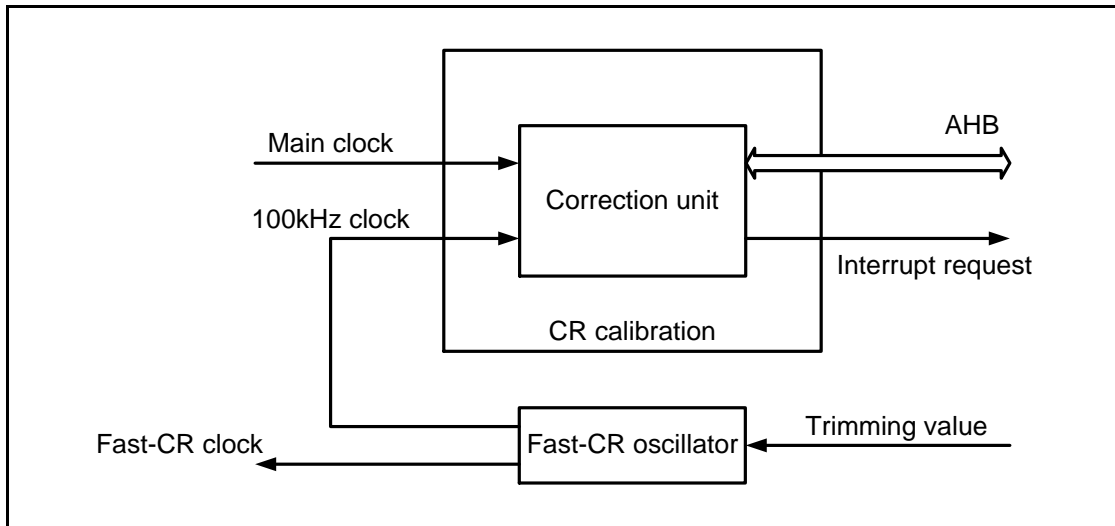 AHB
Main clock
Correction unit
100kHz clock
Interrupt request
CR calibration
Trimming value
Fast-CR clock
Fast-CR oscillator